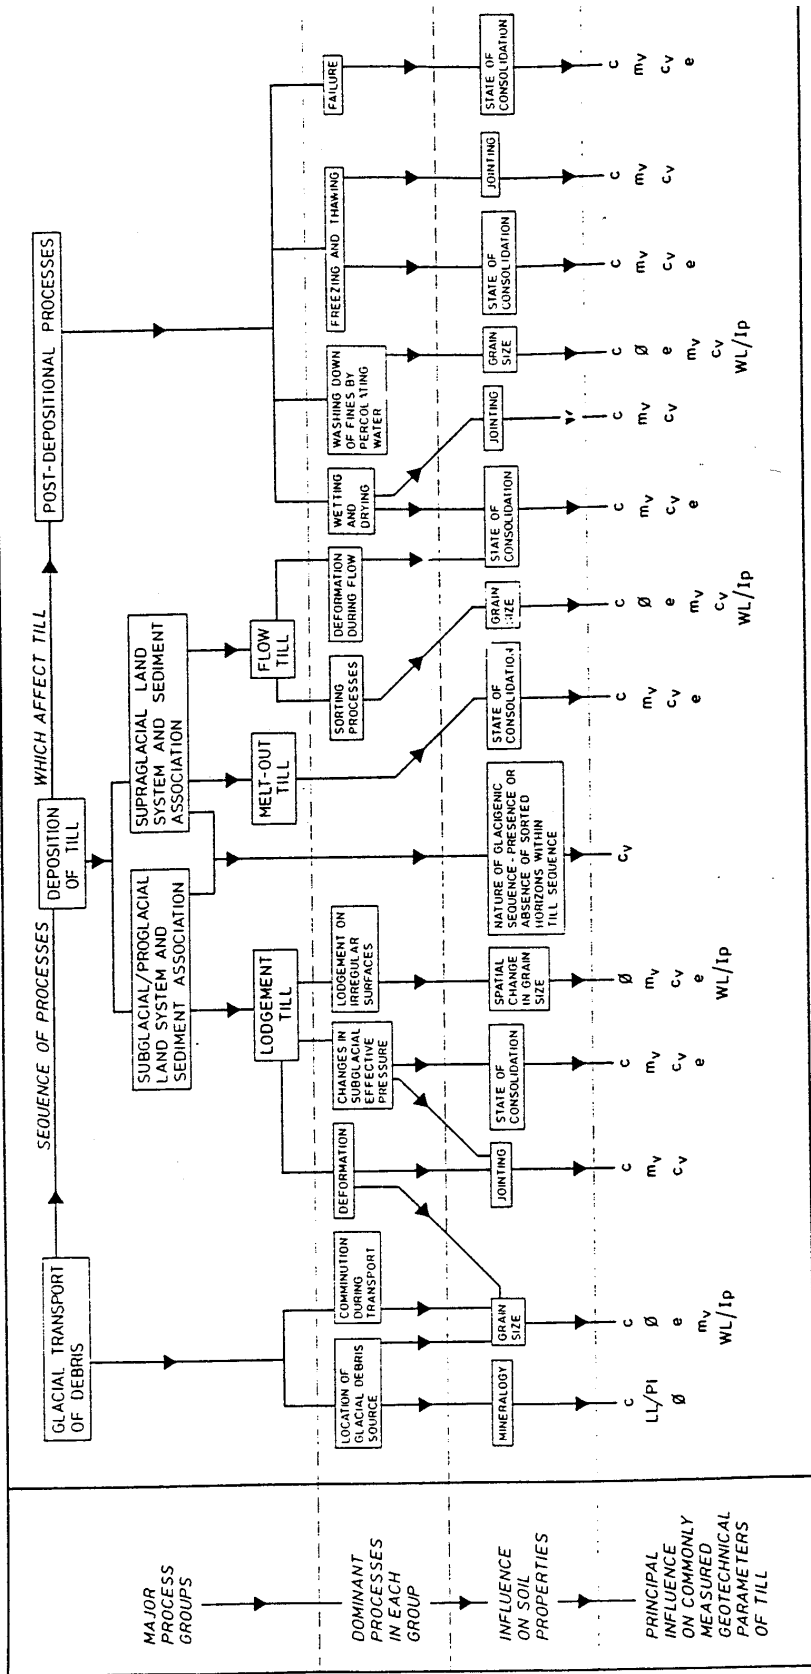 SEQUENCE OF PROCESSES
WHICH AFFECT TILL
MAJOR
PROCESS
GROUPS
GLACIAL TRANSPORT
OF DEBRIS
DEPOSITION
OF TILL
POST-DEPOSITIONAL PROCESSES
SUBGLACIAL/PROGLACIAL
LAND SYSTEM AND
SEDIMENT ASSOCIATION
SUPRAGLACIAL LAND
SYSTEM AND SEDIMENT
ASSOCIATION
LODGEMENT
TILL
MELT-OUT
TILL
FLOW
TILL
DOMINANT
PROCESSES
IN EACH
GROUP
LOCATION OF
GLACIAL DEBRIS
SOURCE
COMMINUTION
DURING
TRANSPORT
DEFORMATION
CHANGES IN
SUBGLACIAL
EFFECTIVE
PRESSURE
LODGEMENT ON
IRREGULAR
SURFACES
SORTING
PROCESSES
DEFORMATION
DURING FLOW
WETTING
AND
DRYING
WASHING DOWN
OF FINES BY
PERCOLATING
WATER
FREEZING AND THAWING
FAILURE
INFLUENCE
ON SOIL
PROPERTIES
MINERALOGY
GRAIN
SIZE
JOINTING
STATE OF
CONSOLIDATION
SPATIAL
CHANGE
IN GRAIN
SIZE
NATURE OF GLACIGENIC
SEQUENCE-PRESENCE OR
ABSENCE OF SORTED
HORIZONS WITHIN
TILL SEQUENCE
STATE OF
CONSOLIDATION
GRAIN
SIZE
STATE OF
CONSOLIDATION
JOINTING
GRAIN
SIZE
STATE OF
CONSOLIDATION
JOINTING
STATE OF
CONSOLIDATION
PRINCIPAL
INFLUENCE
ON COMMONLY
MEASURED
GEOTECHNICAL
PARAMETERS
OF TILL
c
LL/PI
Ø
c
Ø
e
mv
WL/Ip
c
mv
cv
c
mv
cv
e
Ø
mv
cv
e
WL/Ip
cv
c
mv
cv
e
c
Ø
e
mv
cv
WL/Ip
c
mv
cv
e
c
mv
cv
c
Ø
e
mv
cv
WL/Ip
c
mv
cv
e
c
mv
cv
c
mv
cv
e